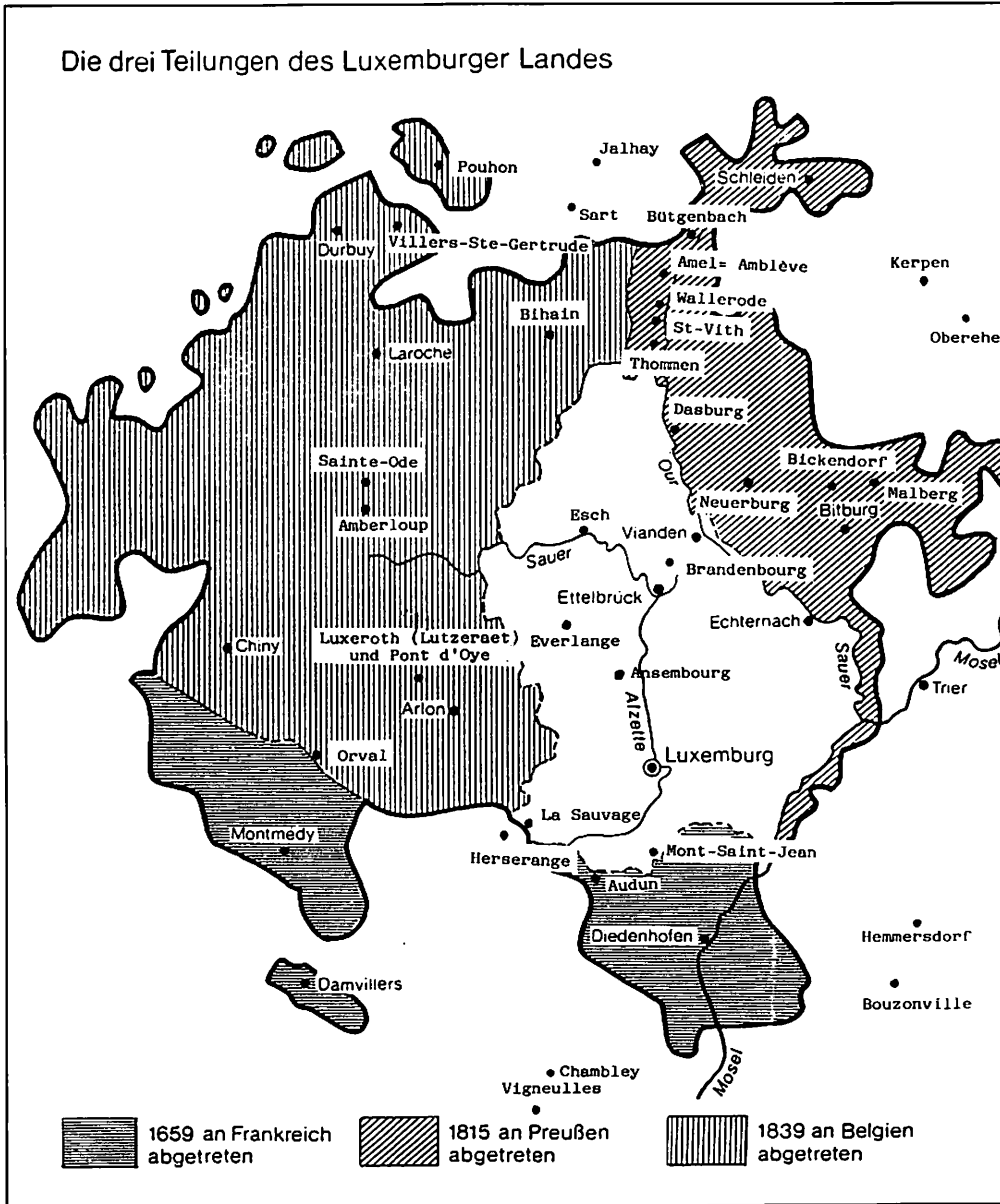 Die drei Teilungen des Luxemburger Landes
Jalhay
Pouhon
Schleiden
Sart
Bütgenbach
Durbuy
Villers-Ste-Gertrude
Amel= Amblève
Kerpen
Wallerode
Bihain
St-Vith
Oberehe
Laroche
Thommen
Dasburg
Our
Bickendorf
Sainte-Ode
Neuerburg
Malberg
Bitburg
Amberloup
Esch
Vianden
Sauer
Brandenbourg
Ettelbrück
Echternach
Everlange
Chiny
Luxeroth (Lutzeraet)
und Pont d'Oye
Sauer
Mosel
Ansembourg
Trier
Arlon
Alzette
Orval
Luxemburg
La Sauvage
Montmédy
Herserange
Mont-Saint-Jean
Audun
Diedenhofen
Hemmersdorf
Damvillers
Bouzonville
Chambley
Mosel
Vigneulles
1659 an Frankreich
abgetreten
1815 an Preußen
abgetreten
1839 an Belgien
abgetreten